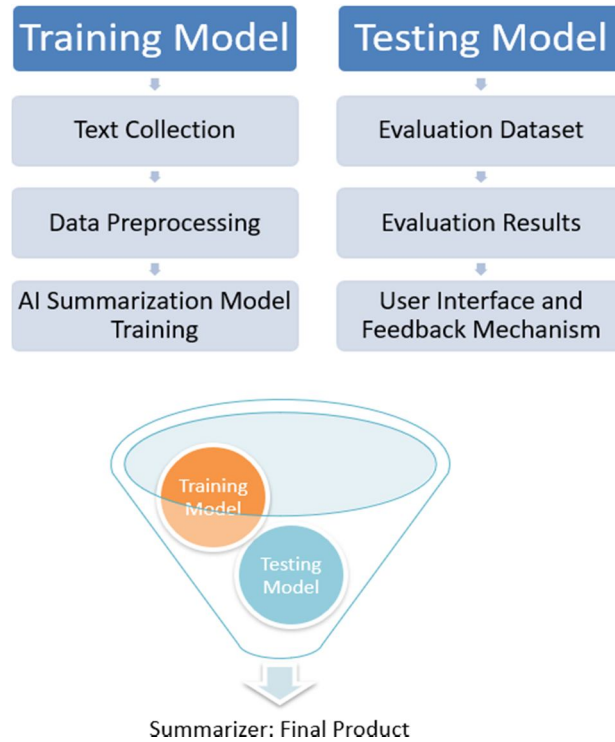 Training Model
Testing Model
Text Collection
Evaluation Dataset
Data Preprocessing
Evaluation Results
AI Summarization Model
Training
User Interface and
Feedback Mechanism
Training
Model
Testing
Model
Summarizer: Final Product